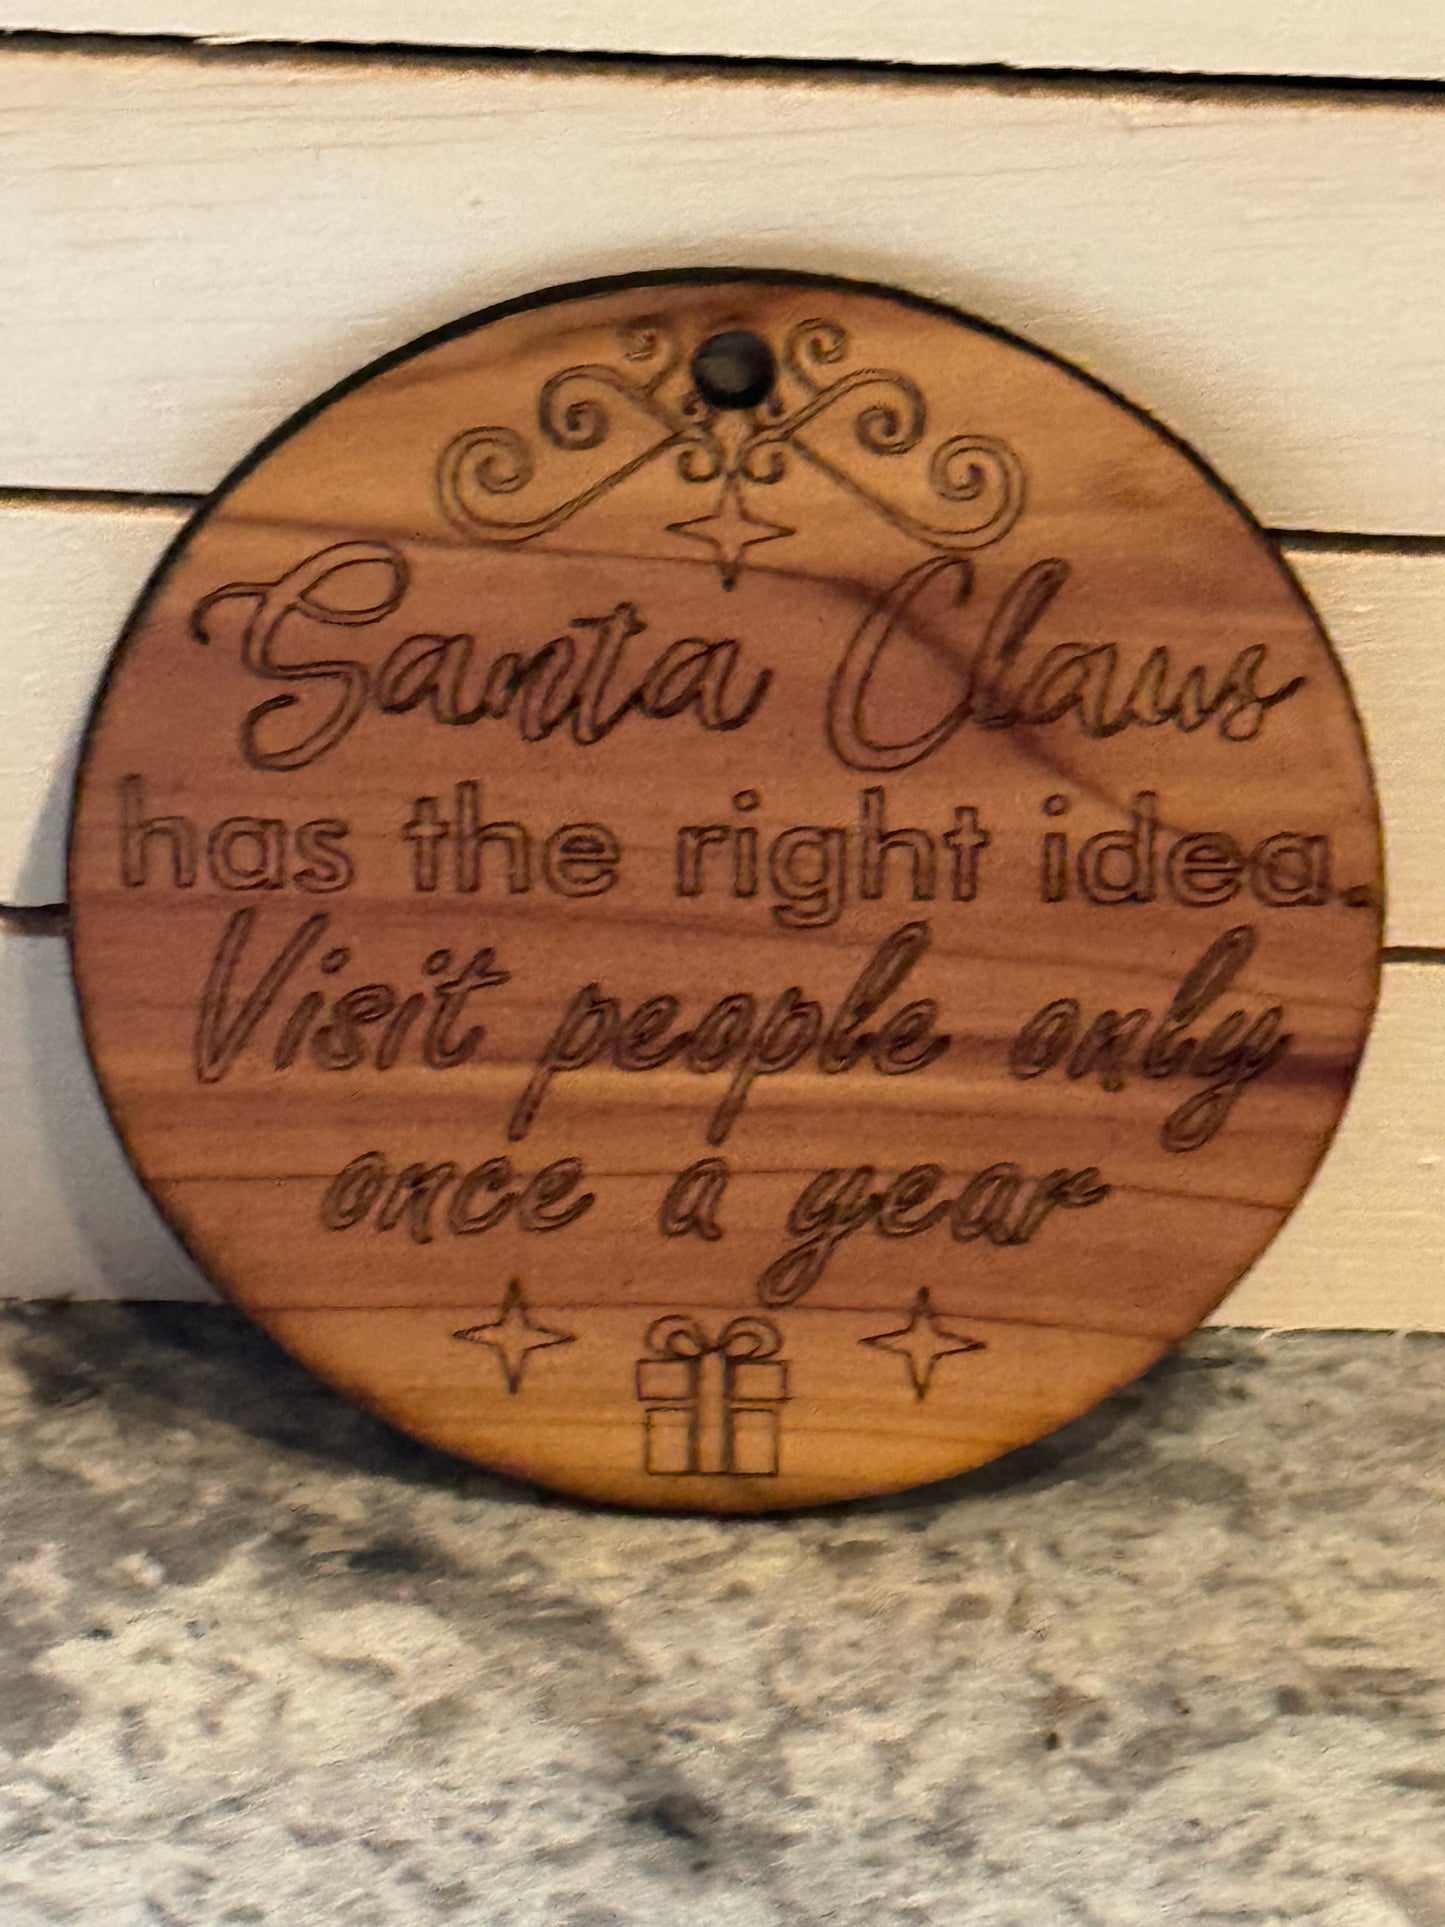 Santa Claus
has the right idea.
Visit people only
once a year